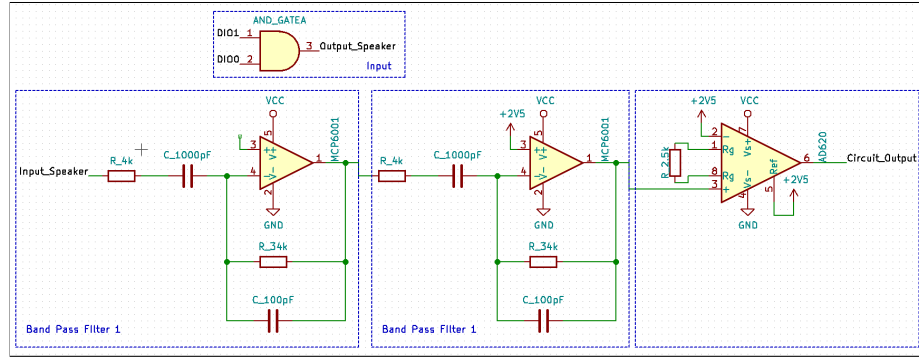 AND_GATEA
DIO1 1
3 Output_Speaker
DIO0 2
Input
VCC
5
3
V+
MCP6001
R_4k
C_1000pF
Input_Speaker
4
V-
1
2
GND
R_34k
C_100pF
Band Pass FIlter 1
VCC
+2V5
5
3
V+
MCP6001
R_4k
C_1000pF
4
V-
1
2
GND
R_34k
C_100pF
Band Pass FIlter 1
+2V5
VCC
7
2
-
Vs+
AD620
1
Rg
R_2.5k
6
Circuit_Output
Ref
8
Rg
Vs-
3
+
4
5
+2V5
GND